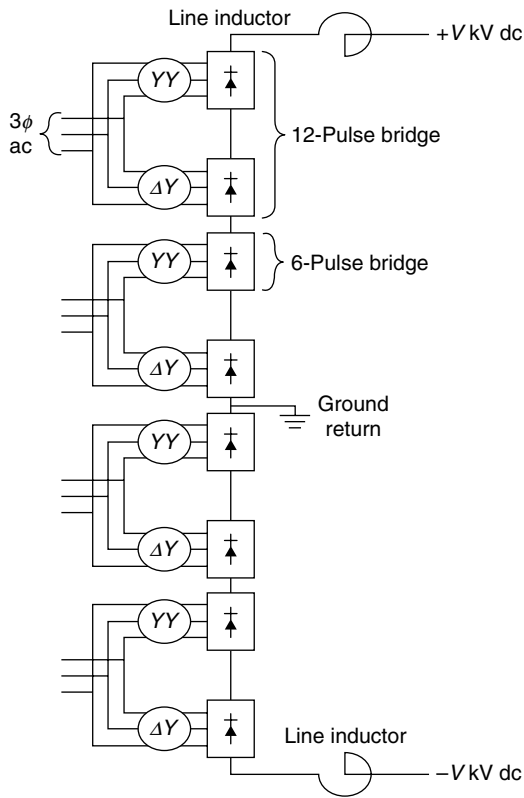 Line inductor
+V kV dc
YY
3ϕ
ac
12-Pulse bridge
ΔY
YY
6-Pulse bridge
ΔY
Ground
return
YY
ΔY
YY
ΔY
Line inductor
–V kV dc